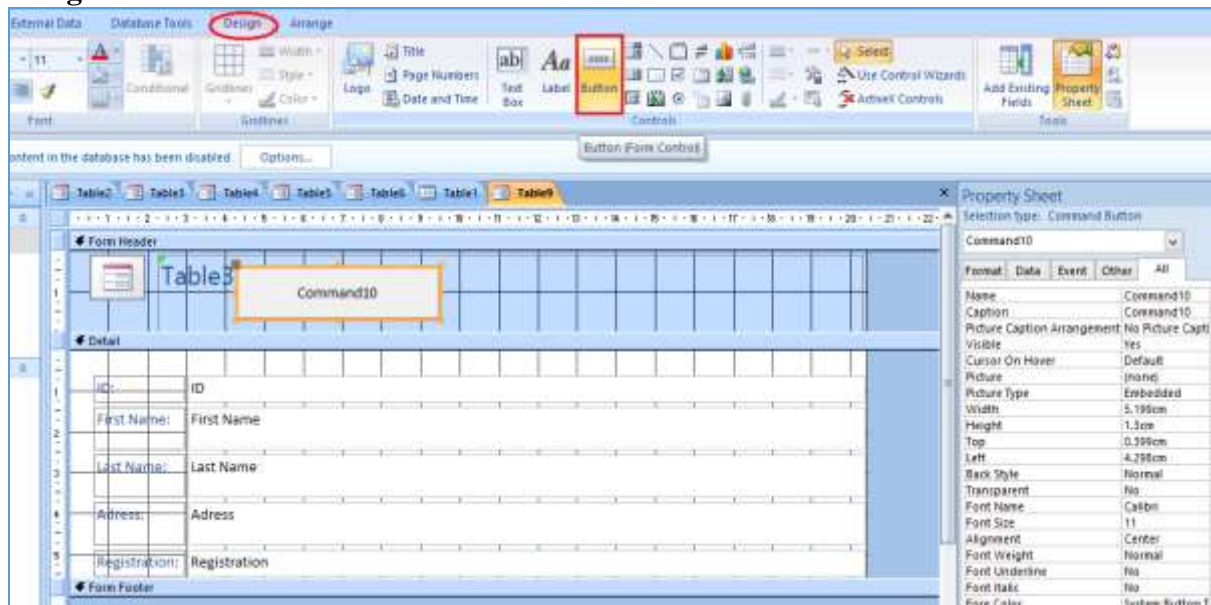 External Data Database Tools Design Arrange
11 A Width Style Color Conditional Gridlines
Logo Title Page Numbers Date and Time
ab| Text Box Aa Label Button
Select Use Control Wizards ActiveX Controls
Add Existing Fields Property Sheet
Font Gridlines Controls Tools
Button (Form Control)
ontent in the database has been disabled Options...
Table2 Table3 Table4 Table5 Table6 Table1 Table9
Property Sheet
Selection type: Command Button
Form Header
Command10
Table3
Command10
Format Data Event Other All
Name Command10
Caption Command10
Picture Caption Arrangement No Picture Capti
Visible Yes
Cursor On Hover Default
Picture (none)
Picture Type Embedded
Width 5.198cm
Height 1.3cm
Top 0.399cm
Left 4.298cm
Back Style Normal
Transparent No
Font Name Calibri
Font Size 11
Alignment Center
Font Weight Normal
Font Underline No
Font Italic No
Fore Color System Button T
Detail
ID: ID
First Name: First Name
Last Name: Last Name
Adress: Adress
Registration: Registration
Form Footer